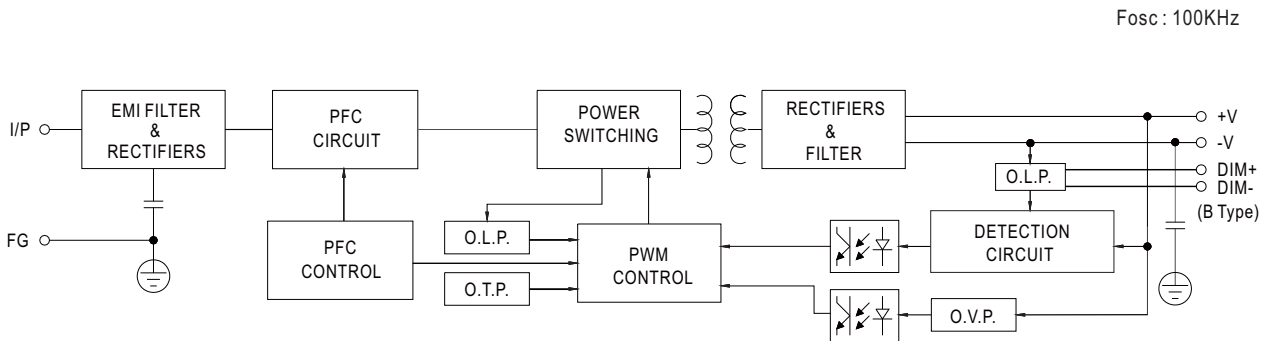 Fosc : 100KHz
I/P
EMI FILTER
&
RECTIFIERS
PFC
CIRCUIT
POWER
SWITCHING
RECTIFIERS
&
FILTER
+V
-V
DIM+
DIM-
(B Type)
O.L.P.
FG
PFC
CONTROL
O.L.P.
O.T.P.
PWM
CONTROL
DETECTION
CIRCUIT
O.V.P.